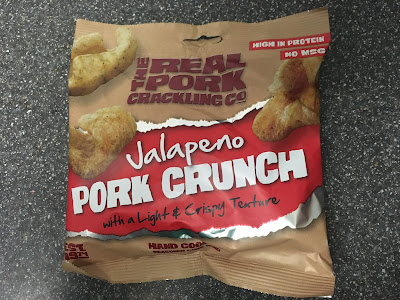 HIGH IN PROTEIN
NO MSG
THE REAL
PORK
CRACKLING CO
Jalapeno
PORK CRUNCH
with a Light & Crispy Texture
HAND COOKED